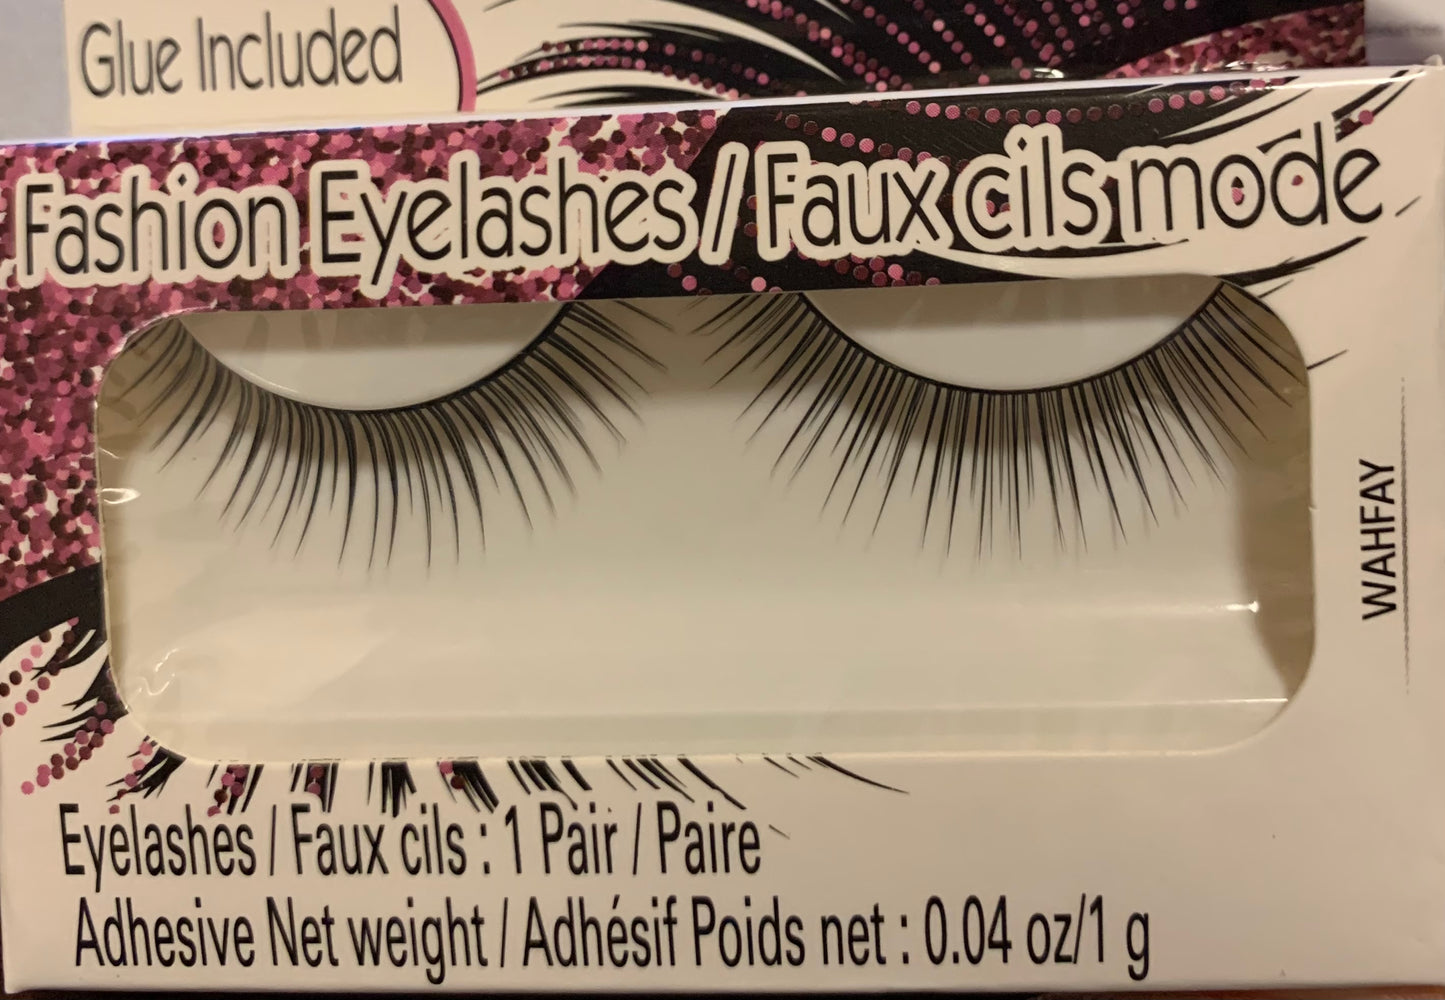 Glue Included
Fashion Eyelashes / Faux cils mode
WAHFAY
Eyelashes / Faux cils : 1 Pair / Paire
Adhesive Net weight / Adhésif Poids net : 0.04 oz/1 g